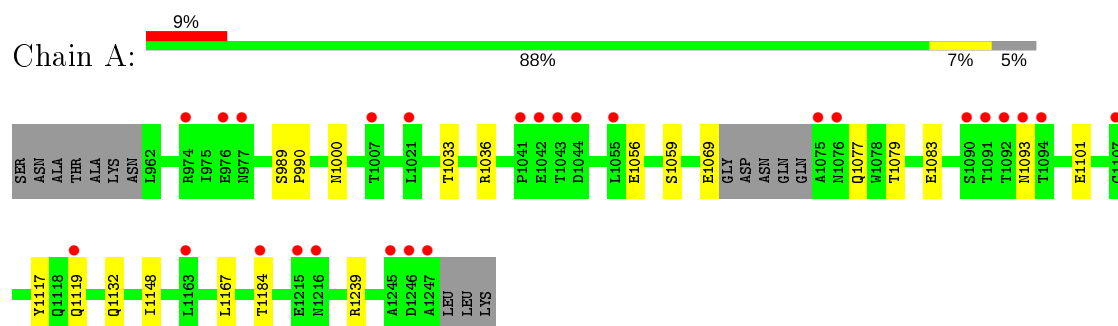 9%
Chain A:
88%
7%
5%
SER ASN ALA THR ALA LYS ASN L962 R974 I975 E976 N977 S989 P990 N1000 T1007 L1021 T1033 R1036 P1041 E1042 T1043 D1044 L1055 E1056 S1059 E1069 GLY ASP ASN GLN GLN A1075 N1076 Q1077 W1078 T1079 E1083 S1090 T1091 T1092 N1093 T1094 E1101
Y1117 Q1118 Q1119 Q1132 I1148 L1163 L1167 T1184 E1215 N1216 R1239 A1245 D1246 A1247 LEU LEU LYS